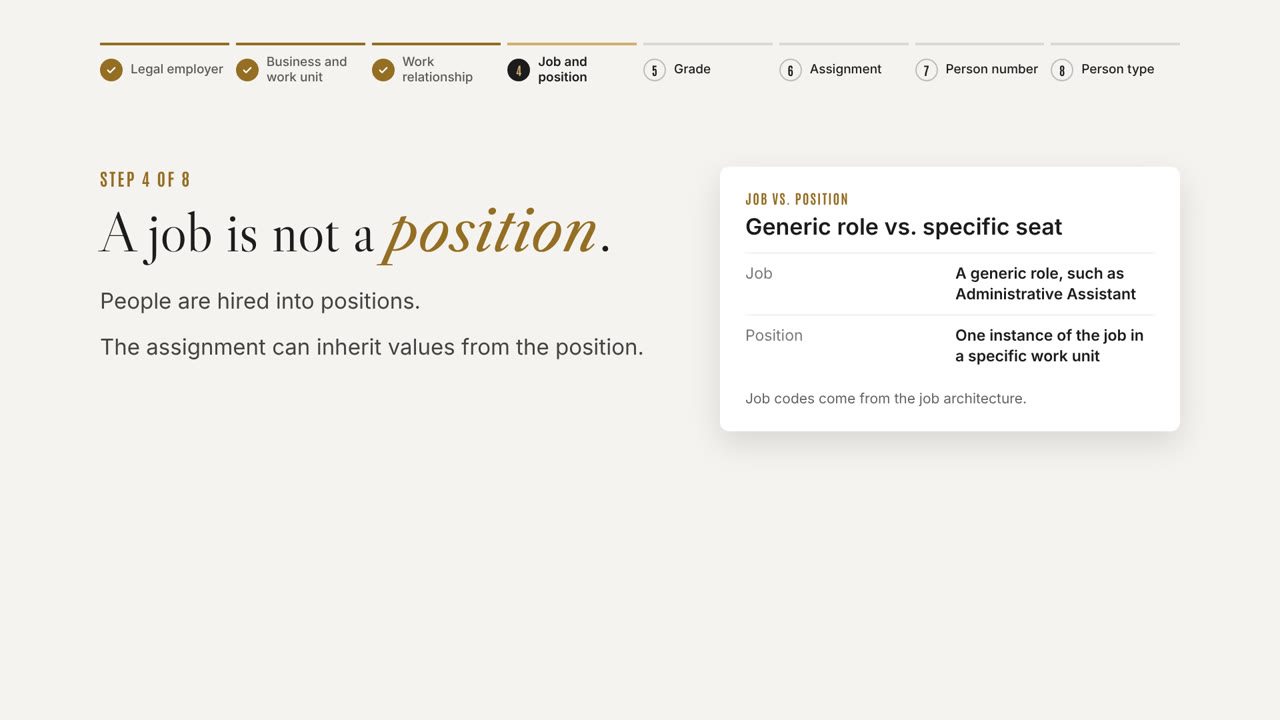 Legal employer
Business and
work unit
Work
relationship
4
Job and
position
5
Grade
6
Assignment
7
Person number
8
Person type
STEP 4 OF 8
A job is not a position.
People are hired into positions.
The assignment can inherit values from the position.
JOB VS. POSITION
Generic role vs. specific seat
Job
A generic role, such as
Administrative Assistant
Position
One instance of the job in
a specific work unit
Job codes come from the job architecture.